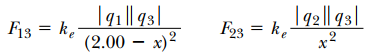 F₁₃ = kₑ |q₁||q₃| / (2.00 − x)²    F₂₃ = kₑ |q₂||q₃| / x²